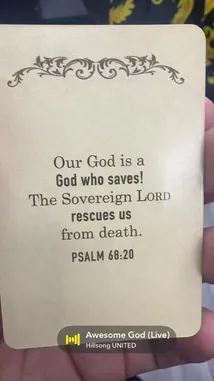 Our God is a
God who saves!
The Sovereign LORD
rescues us
from death.
PSALM 68:20
Awesome God (Live)
Hillsong UNITED